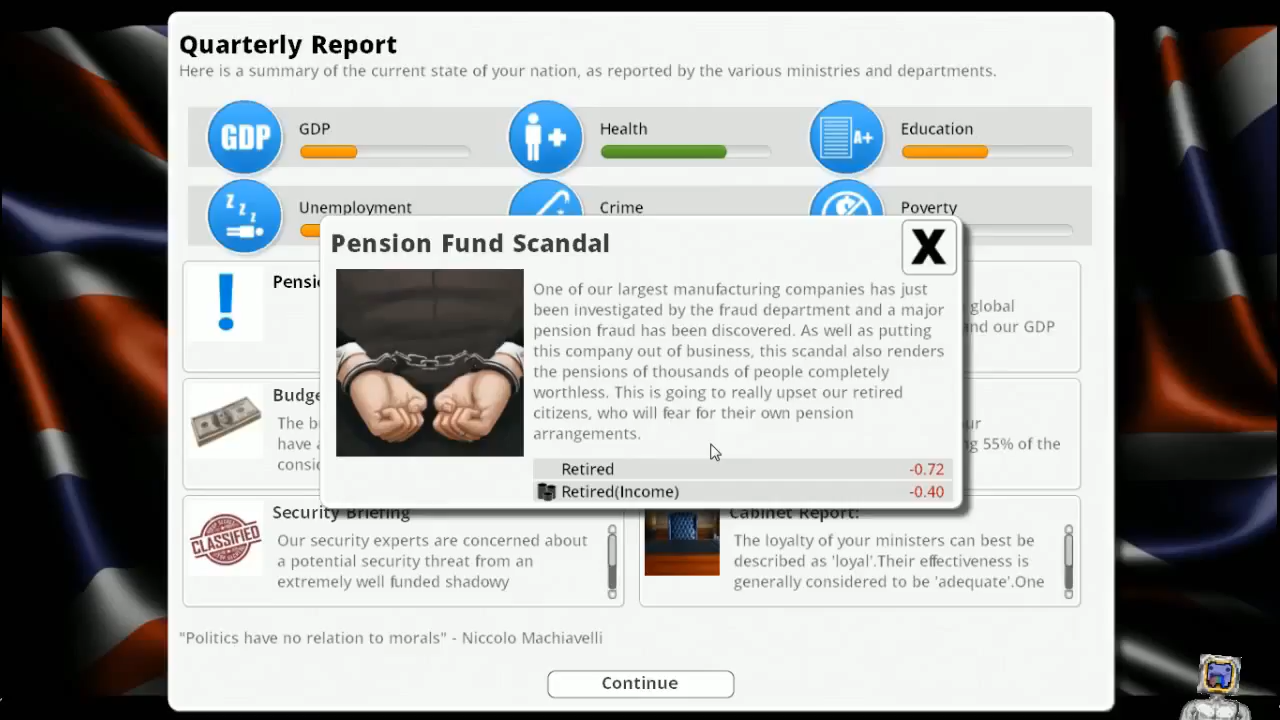 Quarterly Report
Here is a summary of the current state of your nation, as reported by the various ministries and departments.
GDP
GDP
Health
A+
Education
Z Z Z
Unemployment
Crime
Poverty
Pension Fund Scandal
X
One of our largest manufacturing companies has just
been investigated by the fraud department and a major
pension fraud has been discovered. As well as putting
this company out of business, this scandal also renders
the pensions of thousands of people completely
worthless. This is going to really upset our retired
citizens, who will fear for their own pension
arrangements.
Retired -0.72
Retired(Income) -0.40
!
Pensi
global
and our GDP
Budge
The b
have a
consi
ur
g 55% of the
CLASSIFIED
Security Briefing
Our security experts are concerned about
a potential security threat from an
extremely well funded shadowy
Cabinet Report:
The loyalty of your ministers can best be
described as 'loyal'.Their effectiveness is
generally considered to be 'adequate'.One
"Politics have no relation to morals" - Niccolo Machiavelli
Continue